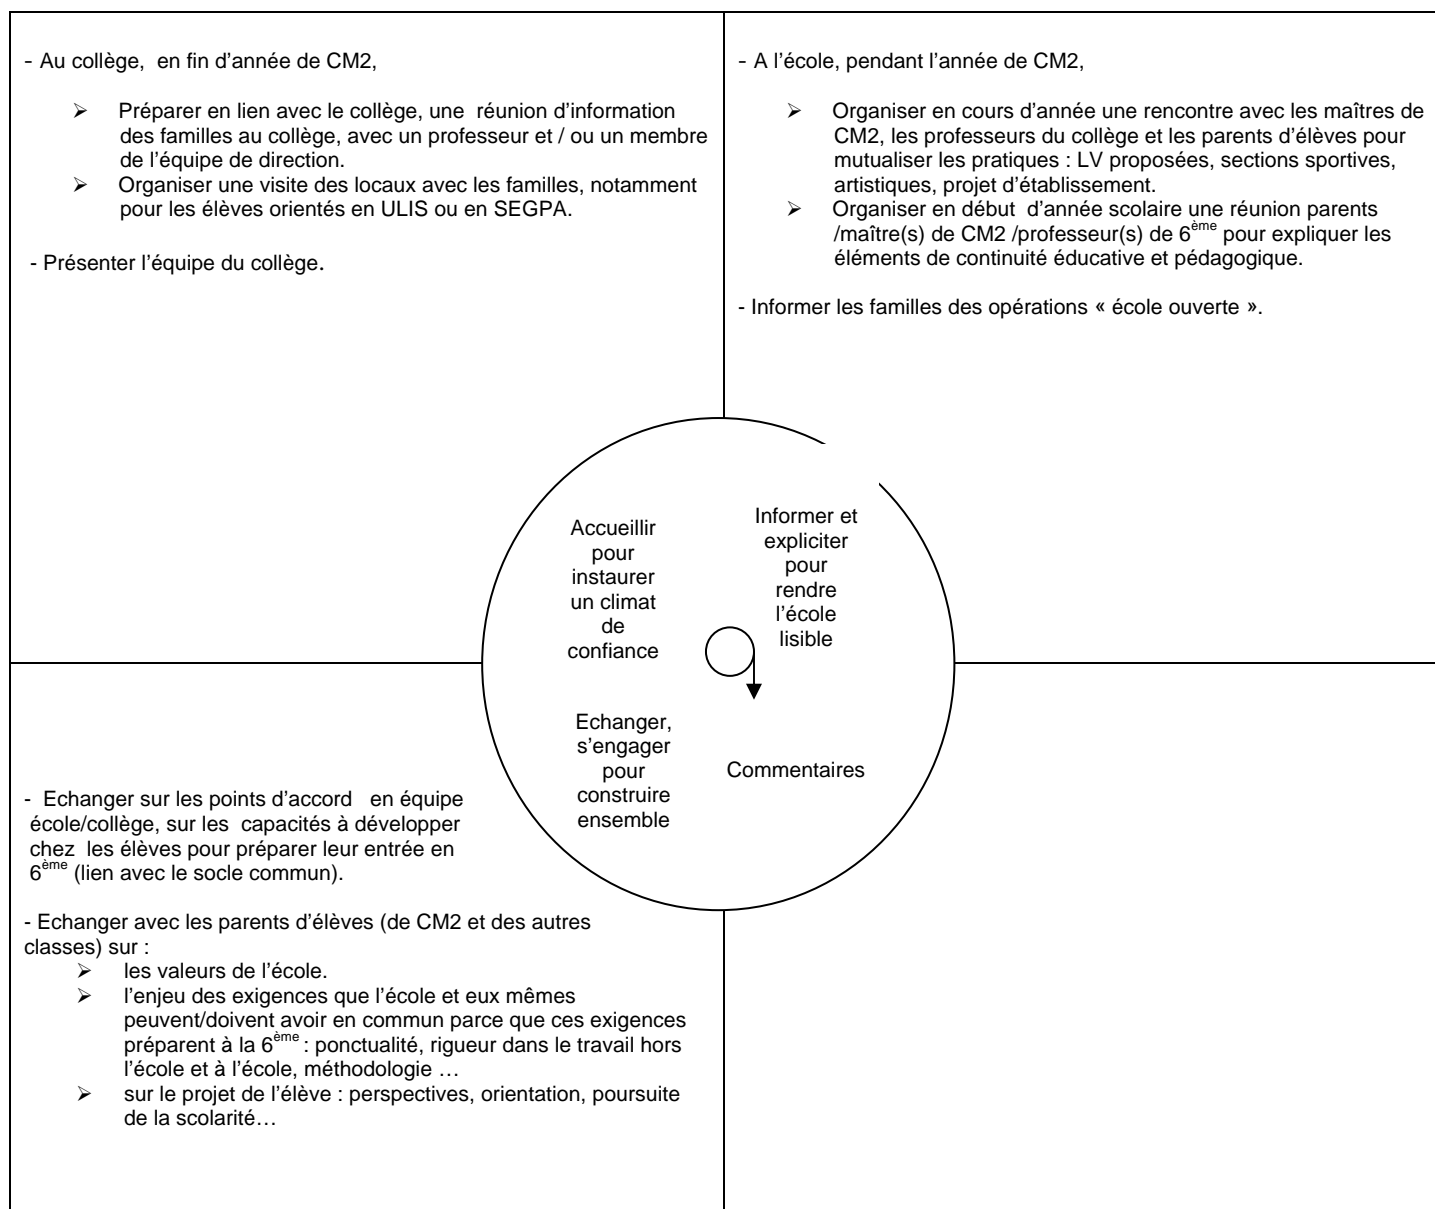 - Au collège, en fin d’année de CM2,
➢ Préparer en lien avec le collège, une réunion d’information
des familles au collège, avec un professeur et / ou un membre
de l’équipe de direction.
➢ Organiser une visite des locaux avec les familles, notamment
pour les élèves orientés en ULIS ou en SEGPA.
- Présenter l’équipe du collège.
- A l’école, pendant l’année de CM2,
➢ Organiser en cours d’année une rencontre avec les maîtres de
CM2, les professeurs du collège et les parents d’élèves pour
mutualiser les pratiques : LV proposées, sections sportives,
artistiques, projet d’établissement.
➢ Organiser en début d’année scolaire une réunion parents
/maître(s) de CM2 /professeur(s) de 6ème pour expliquer les
éléments de continuité éducative et pédagogique.
- Informer les familles des opérations « école ouverte ».
Accueillir
pour
instaurer
un climat
de
confiance
Informer et
expliciter
pour
rendre
l’école
lisible
Echanger,
s’engager
pour
construire
ensemble
Commentaires
- Echanger sur les points d’accord en équipe
école/collège, sur les capacités à développer
chez les élèves pour préparer leur entrée en
6ème (lien avec le socle commun).
- Echanger avec les parents d’élèves (de CM2 et des autres
classes) sur :
➢ les valeurs de l’école.
➢ l’enjeu des exigences que l’école et eux mêmes
peuvent/doivent avoir en commun parce que ces exigences
préparent à la 6ème : ponctualité, rigueur dans le travail hors
l’école et à l’école, méthodologie …
➢ sur le projet de l’élève : perspectives, orientation, poursuite
de la scolarité…